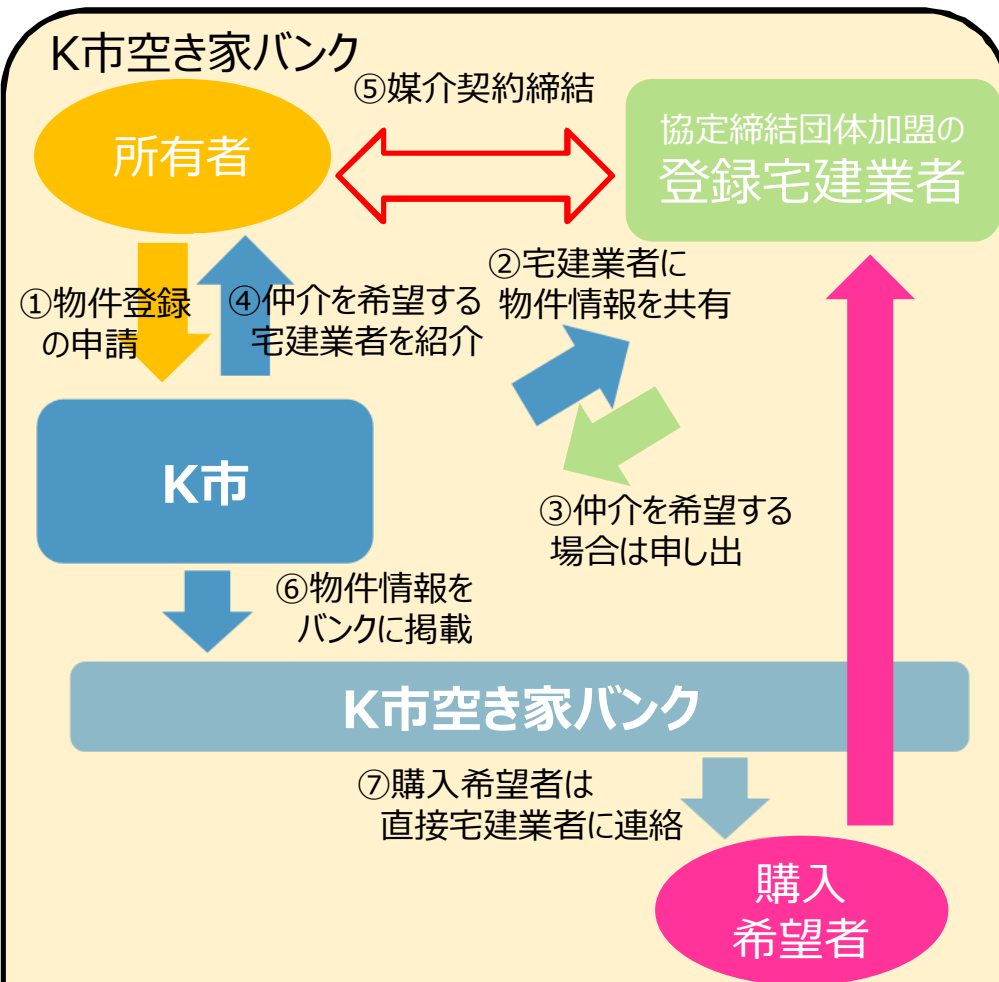 K市空き家バンク
⑤媒介契約締結
所有者
協定締結団体加盟の
登録宅建業者
①物件登録
の申請
④仲介を希望する
宅建業者を紹介
②宅建業者に
物件情報を共有
K市
③仲介を希望する
場合は申し出
⑥物件情報を
バンクに掲載
K市空き家バンク
⑦購入希望者は
直接宅建業者に連絡
購入
希望者